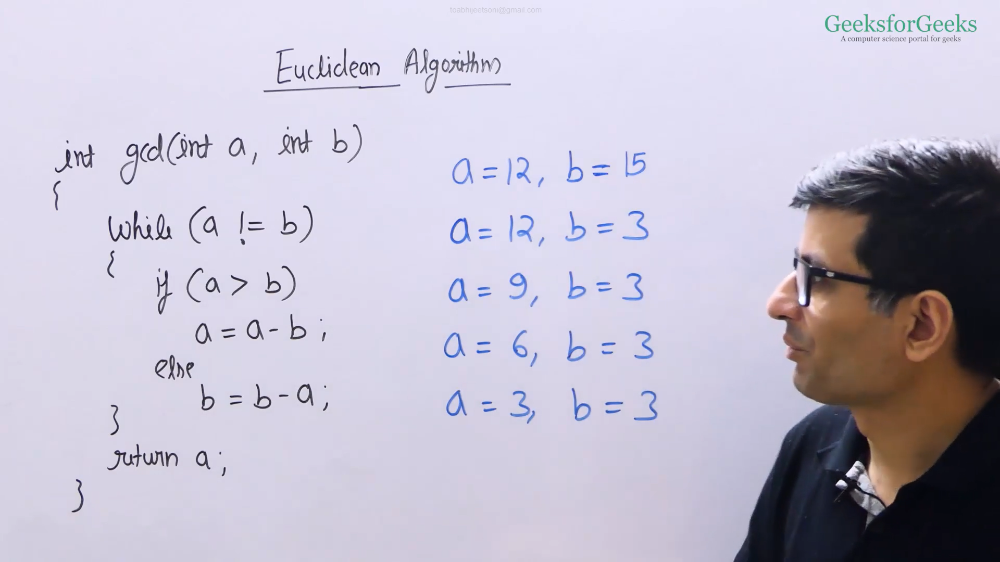 toabhijeetsoni@gmail.com
GeeksforGeeks
A computer science portal for geeks
Euclidean Algorithm
int gcd(int a, int b)
{
while (a != b)
{
if (a > b)
a = a - b ;
else
b = b - a ;
}
return a ;
}
a = 12, b = 15
a = 12, b = 3
a = 9, b = 3
a = 6, b = 3
a = 3, b = 3